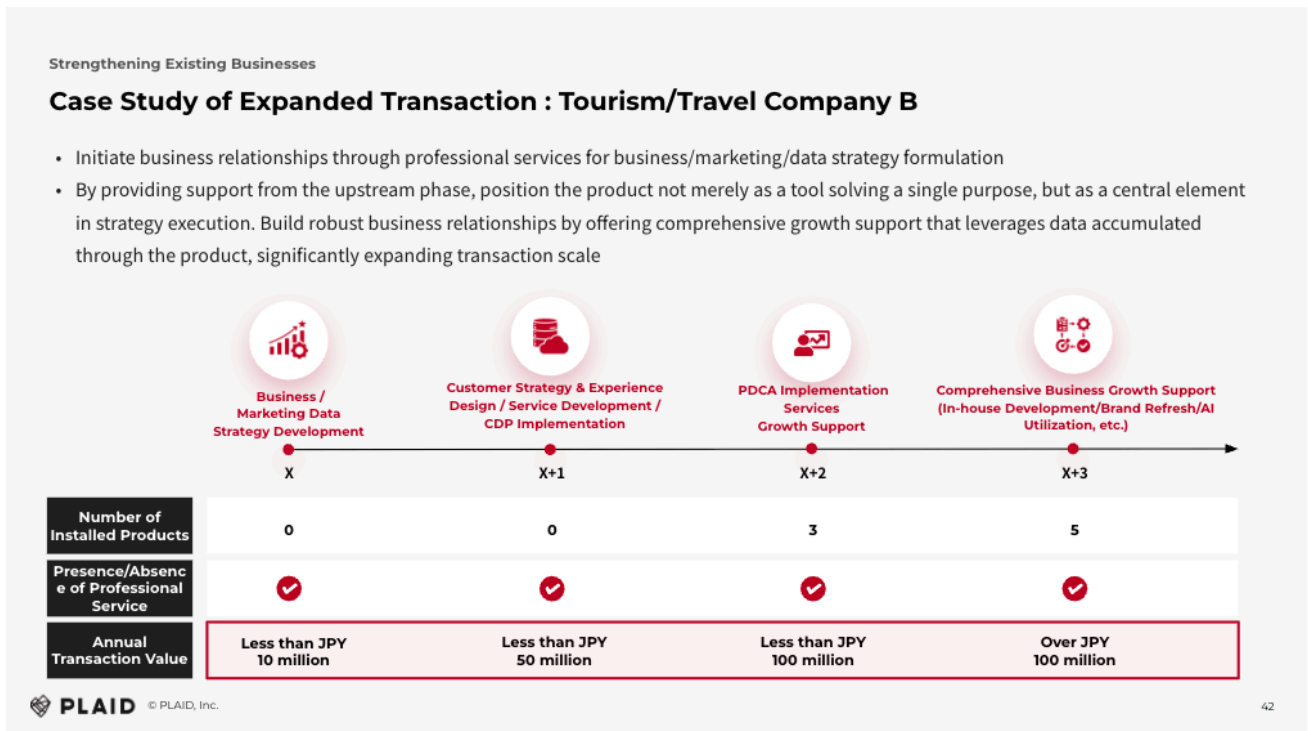 Strengthening Existing Businesses
Case Study of Expanded Transaction : Tourism/Travel Company B
• Initiate business relationships through professional services for business/marketing/data strategy formulation
• By providing support from the upstream phase, position the product not merely as a tool solving a single purpose, but as a central element
in strategy execution. Build robust business relationships by offering comprehensive growth support that leverages data accumulated
through the product, significantly expanding transaction scale
Business /
Marketing Data
Strategy Development
Customer Strategy & Experience
Design / Service Development /
CDP Implementation
PDCA Implementation
Services
Growth Support
Comprehensive Business Growth Support
(In-house Development/Brand Refresh/AI
Utilization, etc.)
X
X+1
X+2
X+3
Number of
Installed Products
0
0
3
5
Presence/Absenc
e of Professional
Service
Annual
Transaction Value
Less than JPY
10 million
Less than JPY
50 million
Less than JPY
100 million
Over JPY
100 million
PLAID
© PLAID, Inc.
42